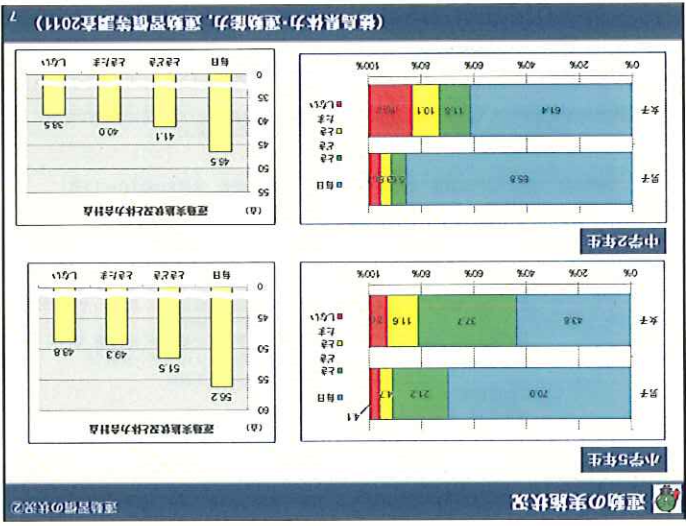 運動の実施状況
運動習慣の状況②
小学5年生
男子 70.0 21.2 4.7 4.1
女子 43.8 37.7 11.6
0% 20% 40% 60% 80% 100%
毎日
とき
どき
とき
たま
しない
(点) 運動実施状況と体力合計点
60
55
50
45
0
56.2 51.5 49.3 48.8
毎日 ときどき ときたま しない
中学2年生
男子 85.8
女子 61.4 11.8 10.1
0% 20% 40% 60% 80% 100%
毎日
とき
どき
とき
たま
しない
(点) 運動実施状況と体力合計点
55
50
45
40
35
0
46.5 41.1 40.0 38.5
毎日 ときどき ときたま しない
(徳島県体力・運動能力，運動習慣等調査2011)
7